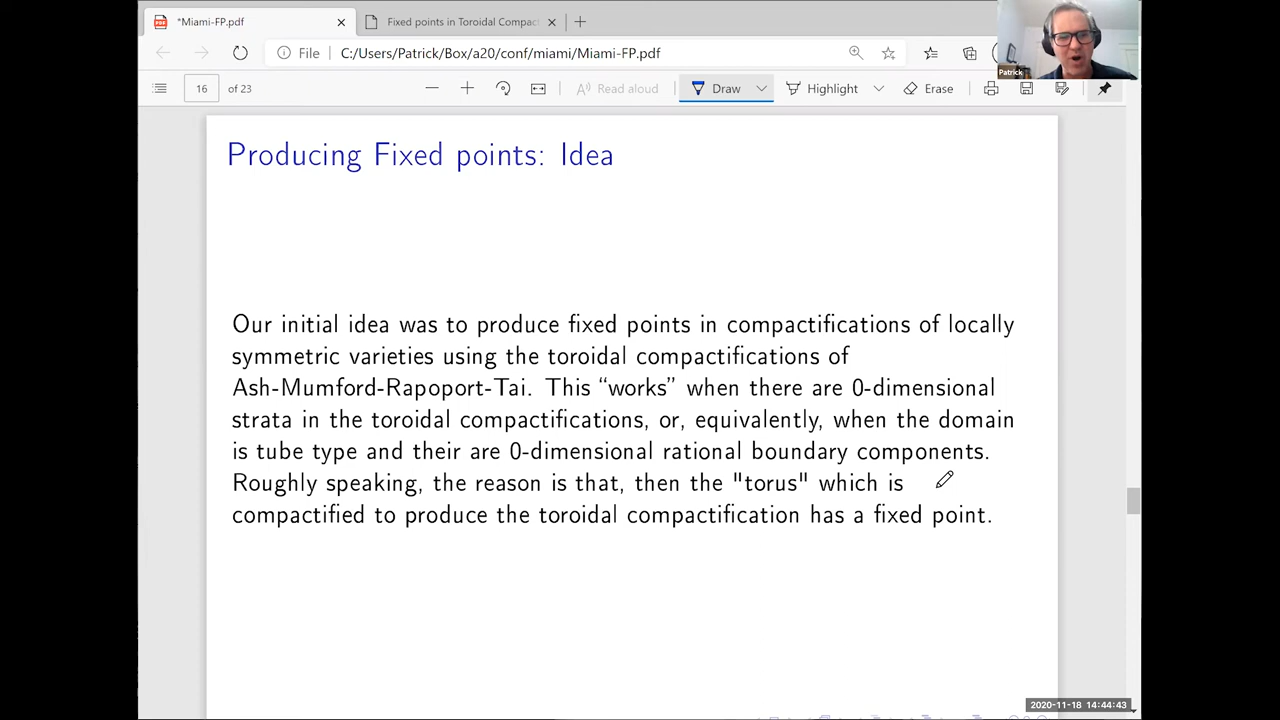 *Miami-FP.pdf
Fixed points in Toroidal Compact
File C:/Users/Patrick/Box/a20/conf/miami/Miami-FP.pdf
16 of 23 Read aloud Draw Highlight Erase
Patrick
Producing Fixed points: Idea
Our initial idea was to produce fixed points in compactifications of locally
symmetric varieties using the toroidal compactifications of
Ash-Mumford-Rapoport-Tai. This “works” when there are 0-dimensional
strata in the toroidal compactifications, or, equivalently, when the domain
is tube type and their are 0-dimensional rational boundary components.
Roughly speaking, the reason is that, then the "torus" which is
compactified to produce the toroidal compactification has a fixed point.
2020-11-18 14:44:43